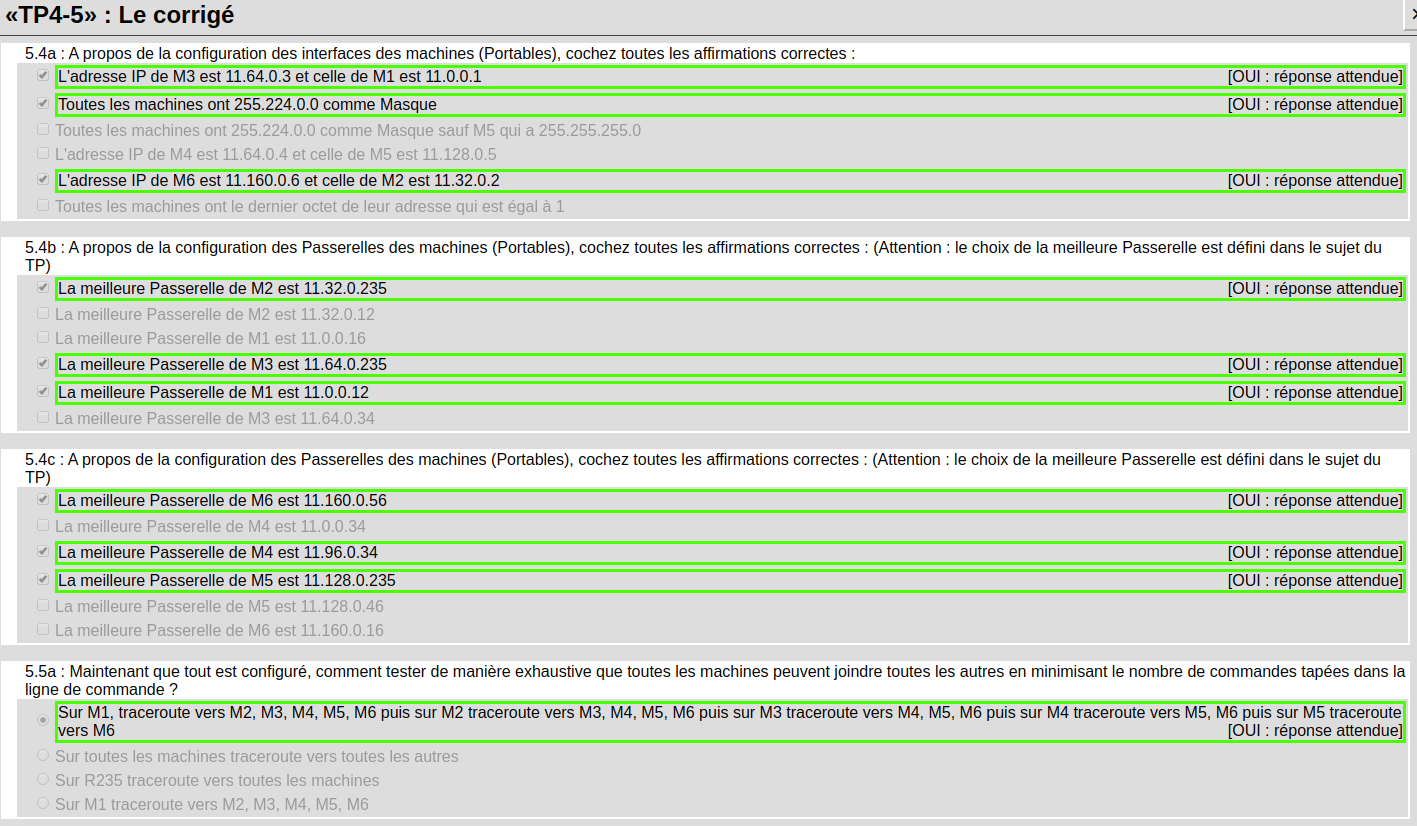 «TP4-5» : Le corrigé
5.4a : A propos de la configuration des interfaces des machines (Portables), cochez toutes les affirmations correctes :
L'adresse IP de M3 est 11.64.0.3 et celle de M1 est 11.0.0.1 [OUI : réponse attendue]
Toutes les machines ont 255.224.0.0 comme Masque [OUI : réponse attendue]
Toutes les machines ont 255.224.0.0 comme Masque sauf M5 qui a 255.255.255.0
L'adresse IP de M4 est 11.64.0.4 et celle de M5 est 11.128.0.5
L'adresse IP de M6 est 11.160.0.6 et celle de M2 est 11.32.0.2 [OUI : réponse attendue]
Toutes les machines ont le dernier octet de leur adresse qui est égal à 1
5.4b : A propos de la configuration des Passerelles des machines (Portables), cochez toutes les affirmations correctes : (Attention : le choix de la meilleure Passerelle est défini dans le sujet du
TP)
La meilleure Passerelle de M2 est 11.32.0.235 [OUI : réponse attendue]
La meilleure Passerelle de M2 est 11.32.0.12
La meilleure Passerelle de M1 est 11.0.0.16
La meilleure Passerelle de M3 est 11.64.0.235 [OUI : réponse attendue]
La meilleure Passerelle de M1 est 11.0.0.12 [OUI : réponse attendue]
La meilleure Passerelle de M3 est 11.64.0.34
5.4c : A propos de la configuration des Passerelles des machines (Portables), cochez toutes les affirmations correctes : (Attention : le choix de la meilleure Passerelle est défini dans le sujet du
TP)
La meilleure Passerelle de M6 est 11.160.0.56 [OUI : réponse attendue]
La meilleure Passerelle de M4 est 11.0.0.34
La meilleure Passerelle de M4 est 11.96.0.34 [OUI : réponse attendue]
La meilleure Passerelle de M5 est 11.128.0.235 [OUI : réponse attendue]
La meilleure Passerelle de M5 est 11.128.0.46
La meilleure Passerelle de M6 est 11.160.0.16
5.5a : Maintenant que tout est configuré, comment tester de manière exhaustive que toutes les machines peuvent joindre toutes les autres en minimisant le nombre de commandes tapées dans la
ligne de commande ?
Sur M1, traceroute vers M2, M3, M4, M5, M6 puis sur M2 traceroute vers M3, M4, M5, M6 puis sur M3 traceroute vers M4, M5, M6 puis sur M4 traceroute vers M5, M6 puis sur M5 traceroute
vers M6 [OUI : réponse attendue]
Sur toutes les machines traceroute vers toutes les autres
Sur R235 traceroute vers toutes les machines
Sur M1 traceroute vers M2, M3, M4, M5, M6